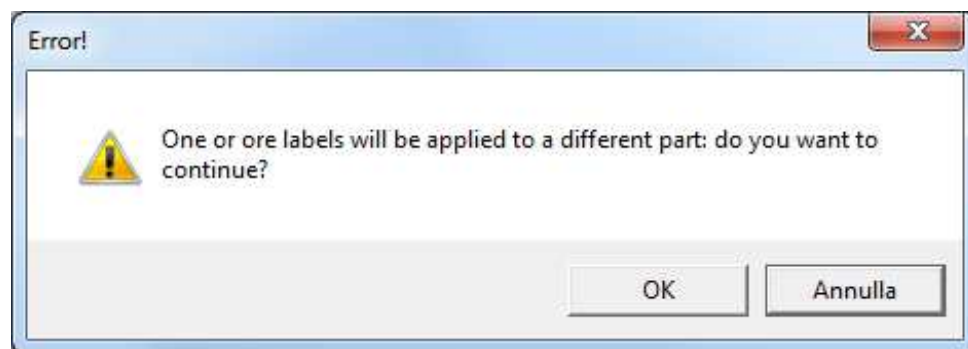 Error!
One or ore labels will be applied to a different part: do you want to
continue?
OK
Annulla